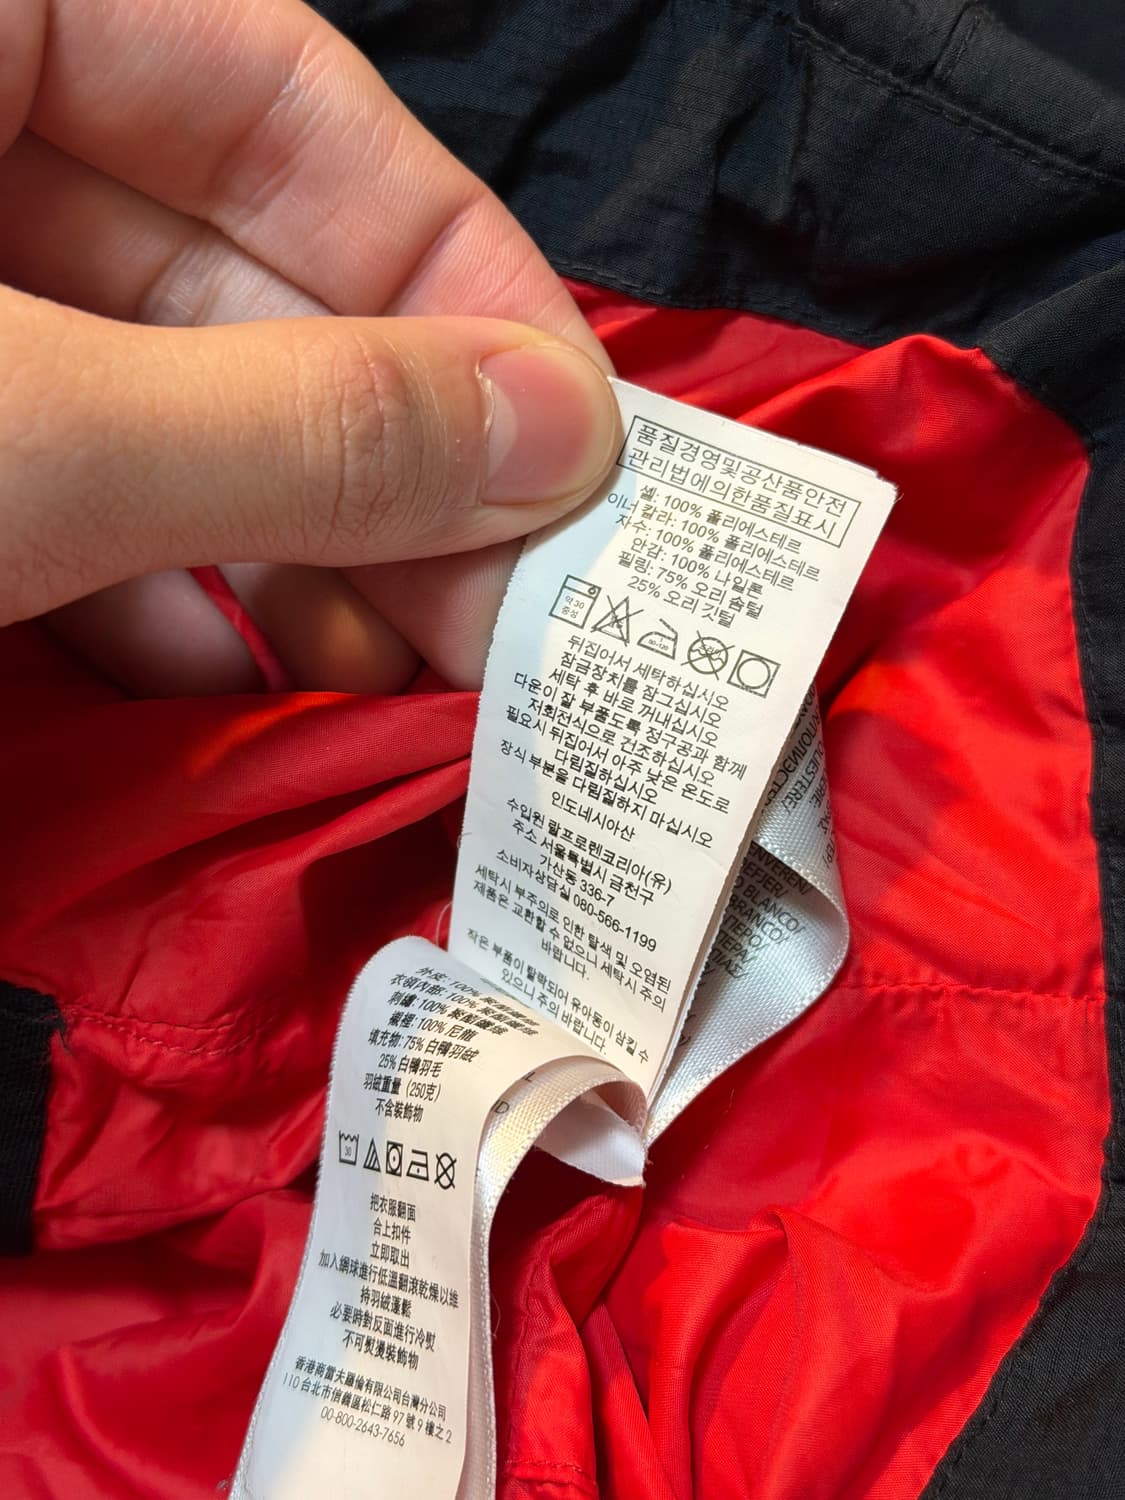 품질경영및공산품안전
관리법에의한품질표시
셸: 100% 폴리에스테르
이너 칼라: 100% 폴리에스테르
자수: 100% 폴리에스테르
안감: 100% 나일론
필링: 75% 오리 솜털
25% 오리 깃털
약 30
중성
80-120
드라이
뒤집어서 세탁하십시오
잠금장치를 잠그십시오
세탁 후 바로 꺼내십시오
다운이 잘 부풀도록 정구공과 함께
저회전식으로 건조하십시오
필요시 뒤집어서 아주 낮은 온도로
다림질하십시오
장식 부분을 다림질하지 마십시오
인도네시아산
수입원 랄프로렌코리아(유)
주소 서울특별시 금천구
가산동 336-7
소비자상담실 080-566-1199
세탁시 부주의로 인한 탈색 및 오염된
제품은 교환할 수 없으니 세탁시 주의
바랍니다.
작은 부품이 탈락되어 유아동이 삼킬 수
있으니 주의 바랍니다.
ENVERER/
BLANCO/
BRANCO/
外皮: 100% 聚酯纖維
衣領內部: 100% 聚酯纖維
刺繡: 100% 聚酯纖維
襯裡: 100% 尼龍
填充物: 75% 白鴨羽絨
25% 白鴨羽毛
羽絨重量 (250克)
不含裝飾物
30
把衣服翻面
合上扣件
立即取出
加入網球進行低溫翻滾乾燥以維
持羽絨蓬鬆
必要時對反面進行冷熨
不可熨燙裝飾物
香港商雷夫羅倫有限公司台灣分公司
110 台北市信義區松仁路 97 號 9 樓之 2
00-800-2643-7656